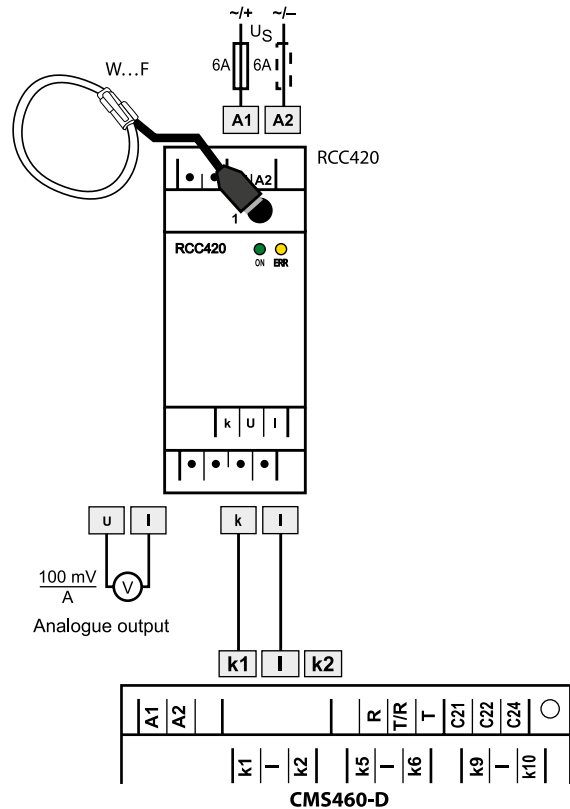 ~/+ ~/–
US
6A 6A
W...F
A1 A2
RCC420
A2
1
RCC420
ON ERR
k U l
U l k l
100 mV
A
V
Analogue output
k1 l k2
A1 A2 R T/R T C21 C22 C24
k1 l k2 k5 l k6 k9 l k10
CMS460-D